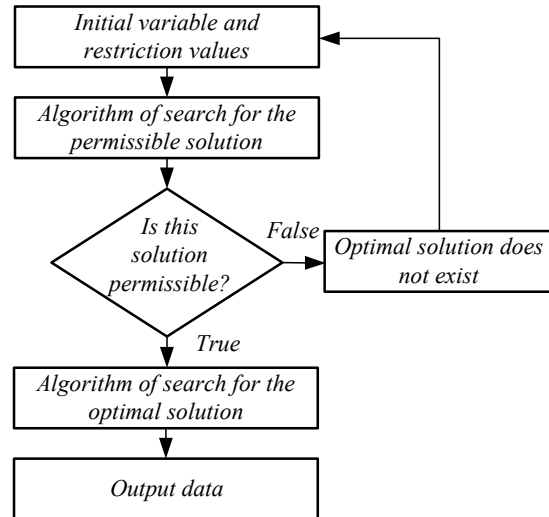 Initial variable and
restriction values
Algorithm of search for the
permissible solution
Is this
solution
permissible?
False
Optimal solution does
not exist
True
Algorithm of search for the
optimal solution
Output data